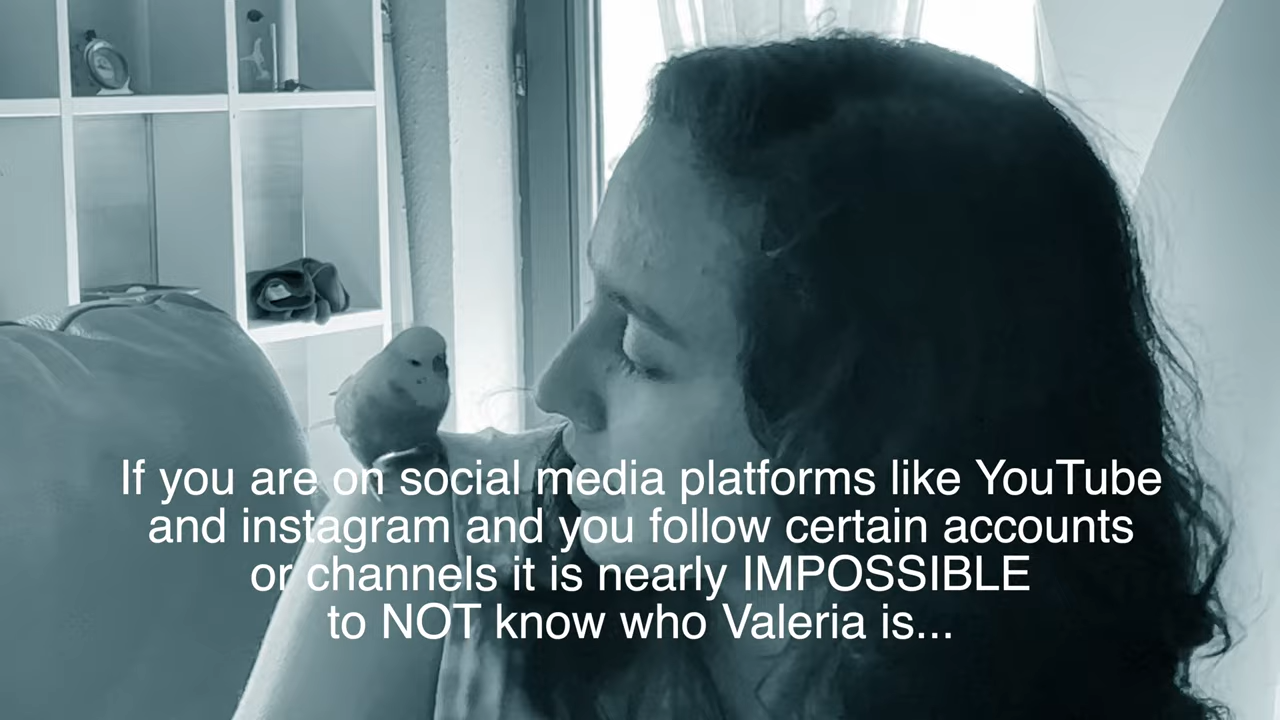 If you are on social media platforms like YouTube
and instagram and you follow certain accounts
or channels it is nearly IMPOSSIBLE
to NOT know who Valeria is...